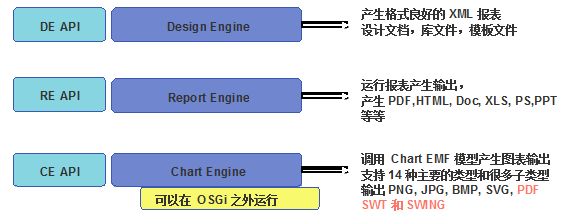 DE API
Design Engine
产生格式良好的 XML 报表
设计文档，库文件，模板文件
RE API
Report Engine
运行报表产生输出，
产生 PDF,HTML, Doc, XLS, PS,PPT
等等
CE API
Chart Engine
调用 Chart EMF 模型产生图表输出
支持 14 种主要的类型和很多子类型
输出 PNG, JPG, BMP, SVG, PDF
SWT 和 SWING
可以在 OSGi 之外运行